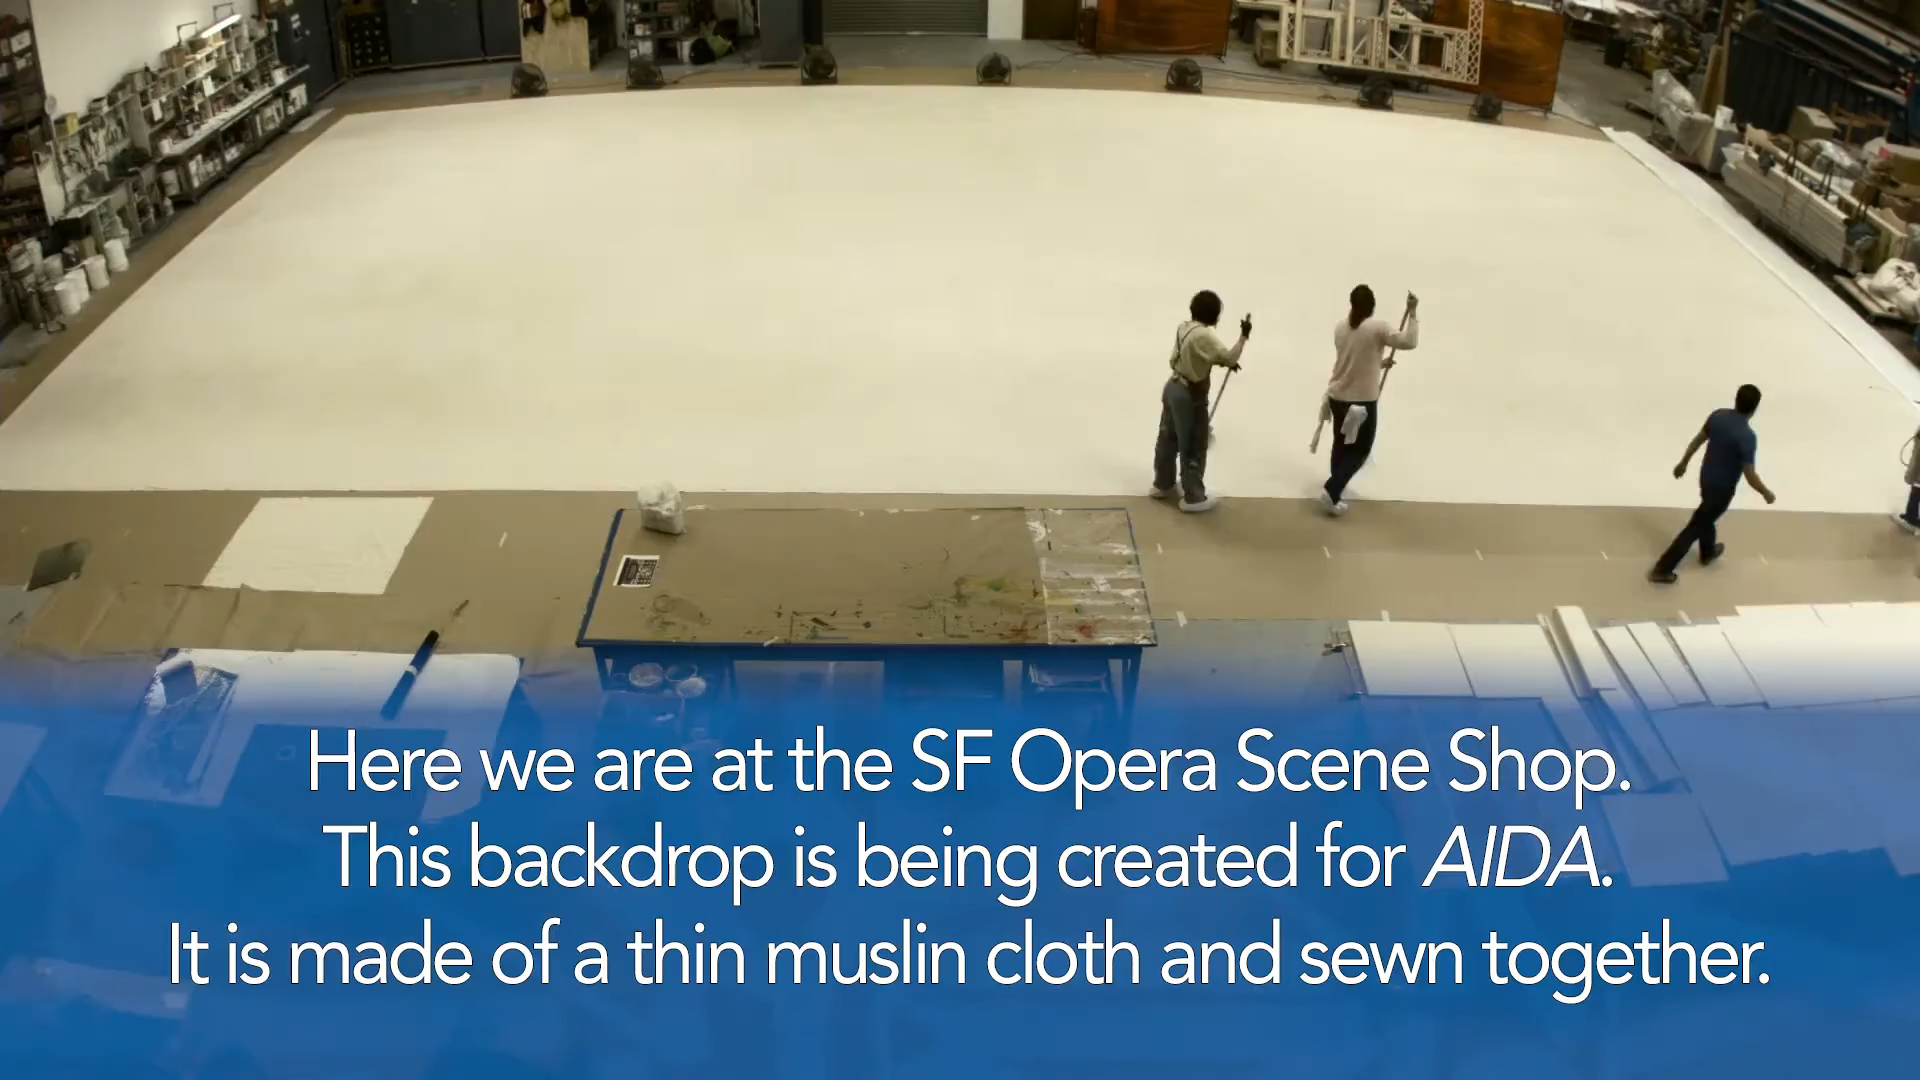 Here we are at the SF Opera Scene Shop.
This backdrop is being created for AIDA.
It is made of a thin muslin cloth and sewn together.